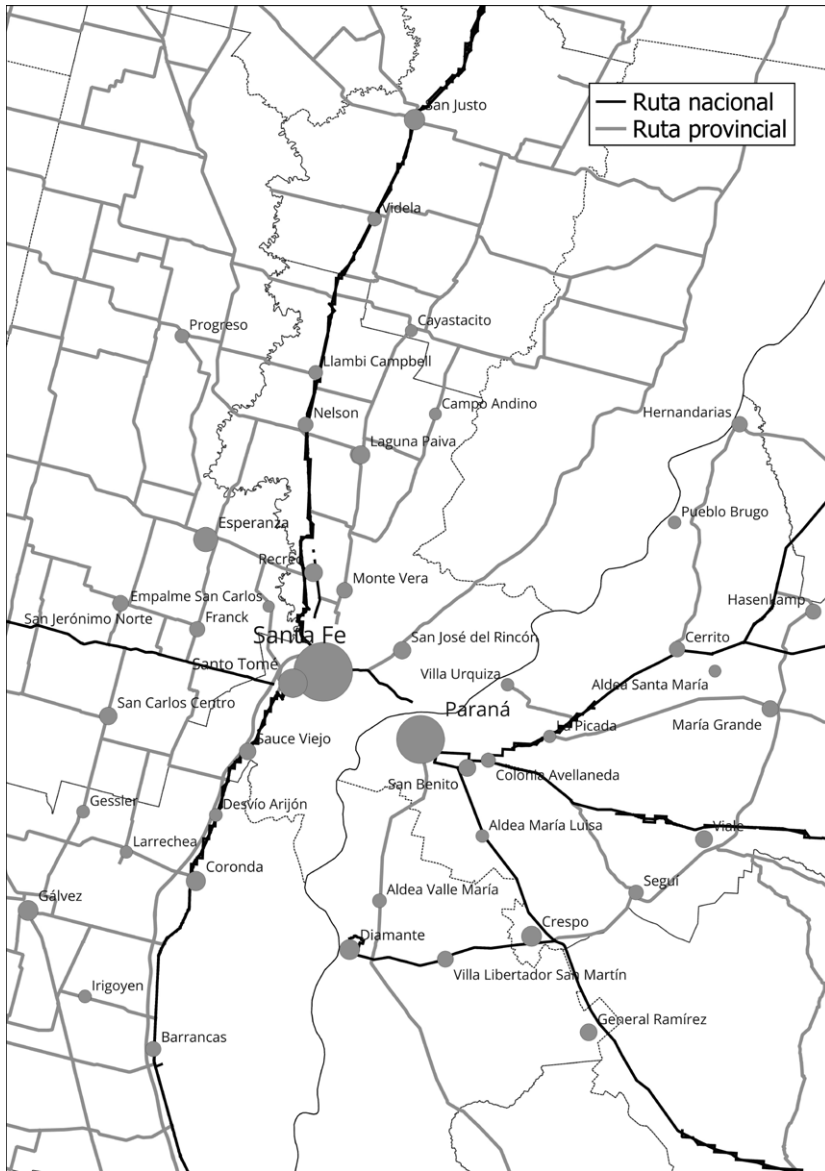 San Justo
Ruta nacional
Ruta provincial
Videla
Progreso
Cayastacito
Llambi Campbell
Nelson
Campo Andino
Hernandarias
Laguna Paiva
Esperanza
Pueblo Brugo
Recreo
Monte Vera
Empalme San Carlos
Hasenkamp
San Jerónimo Norte
Franck
Santa Fe
San José del Rincón
Cerrito
Santo Tomé
Villa Urquiza
Aldea Santa María
San Carlos Centro
Paraná
La Picada
María Grande
Sauce Viejo
San Benito
Colonia Avellaneda
Gessler
Desvío Arijón
Aldea María Luisa
Viale
Larrechea
Coronda
Seguí
Gálvez
Aldea Valle María
Crespo
Diamante
Villa Libertador San Martín
Irigoyen
General Ramírez
Barrancas